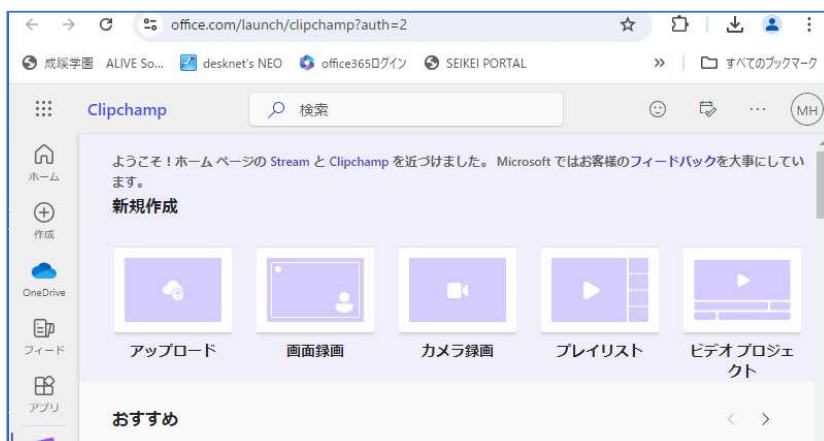 office.com/launch/clipchamp?auth=2
成蹊学園 ALIVE So... desknet's NEO office365ログイン SEIKEI PORTAL すべてのブックマーク
Clipchamp 検索 MH
ようこそ！ホーム ページの Stream と Clipchamp を近づけました。 Microsoft ではお客様のフィードバックを大事にしてい
ます。
新規作成
ホーム
作成
OneDrive
フィード
アプリ
アップロード 画面録画 カメラ録画 プレイリスト ビデオ プロジェ
クト
おすすめ